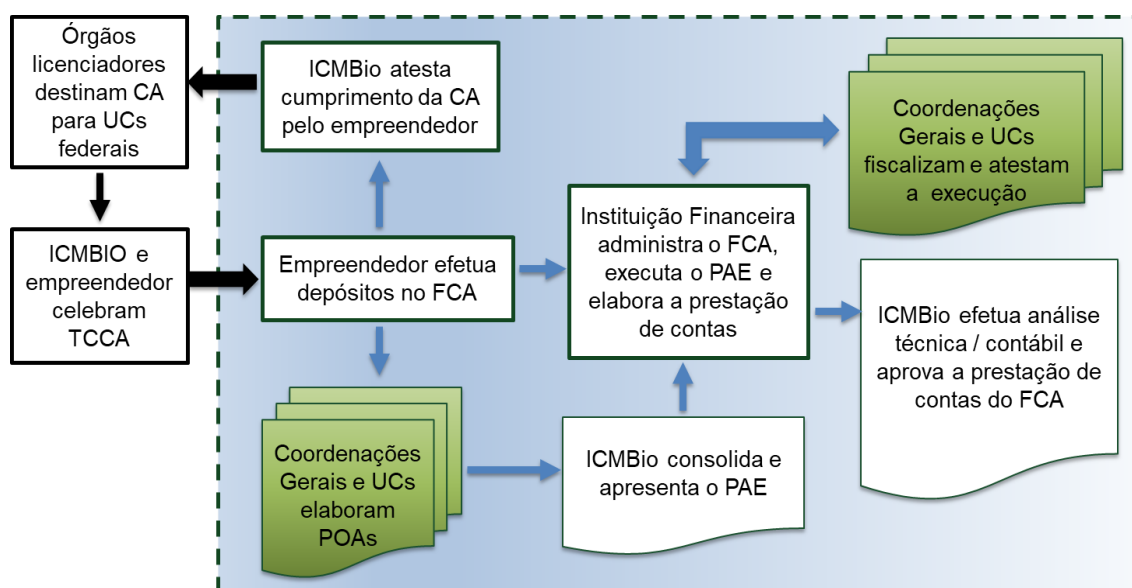 Órgãos
licenciadores
destinam CA
para UCs
federais
ICMBio atesta
cumprimento da CA
pelo empreendedor
Coordenações
Gerais e UCs
fiscalizam e atestam
a execução
ICMBIO e
empreendedor
celebram
TCCA
Empreendedor efetua
depósitos no FCA
Instituição Financeira
administra o FCA,
executa o PAE e
elabora a prestação
de contas
ICMBio efetua análise
técnica / contábil e
aprova a prestação de
contas do FCA
Coordenações
Gerais e UCs
elaboram
POAs
ICMBio consolida e
apresenta o PAE